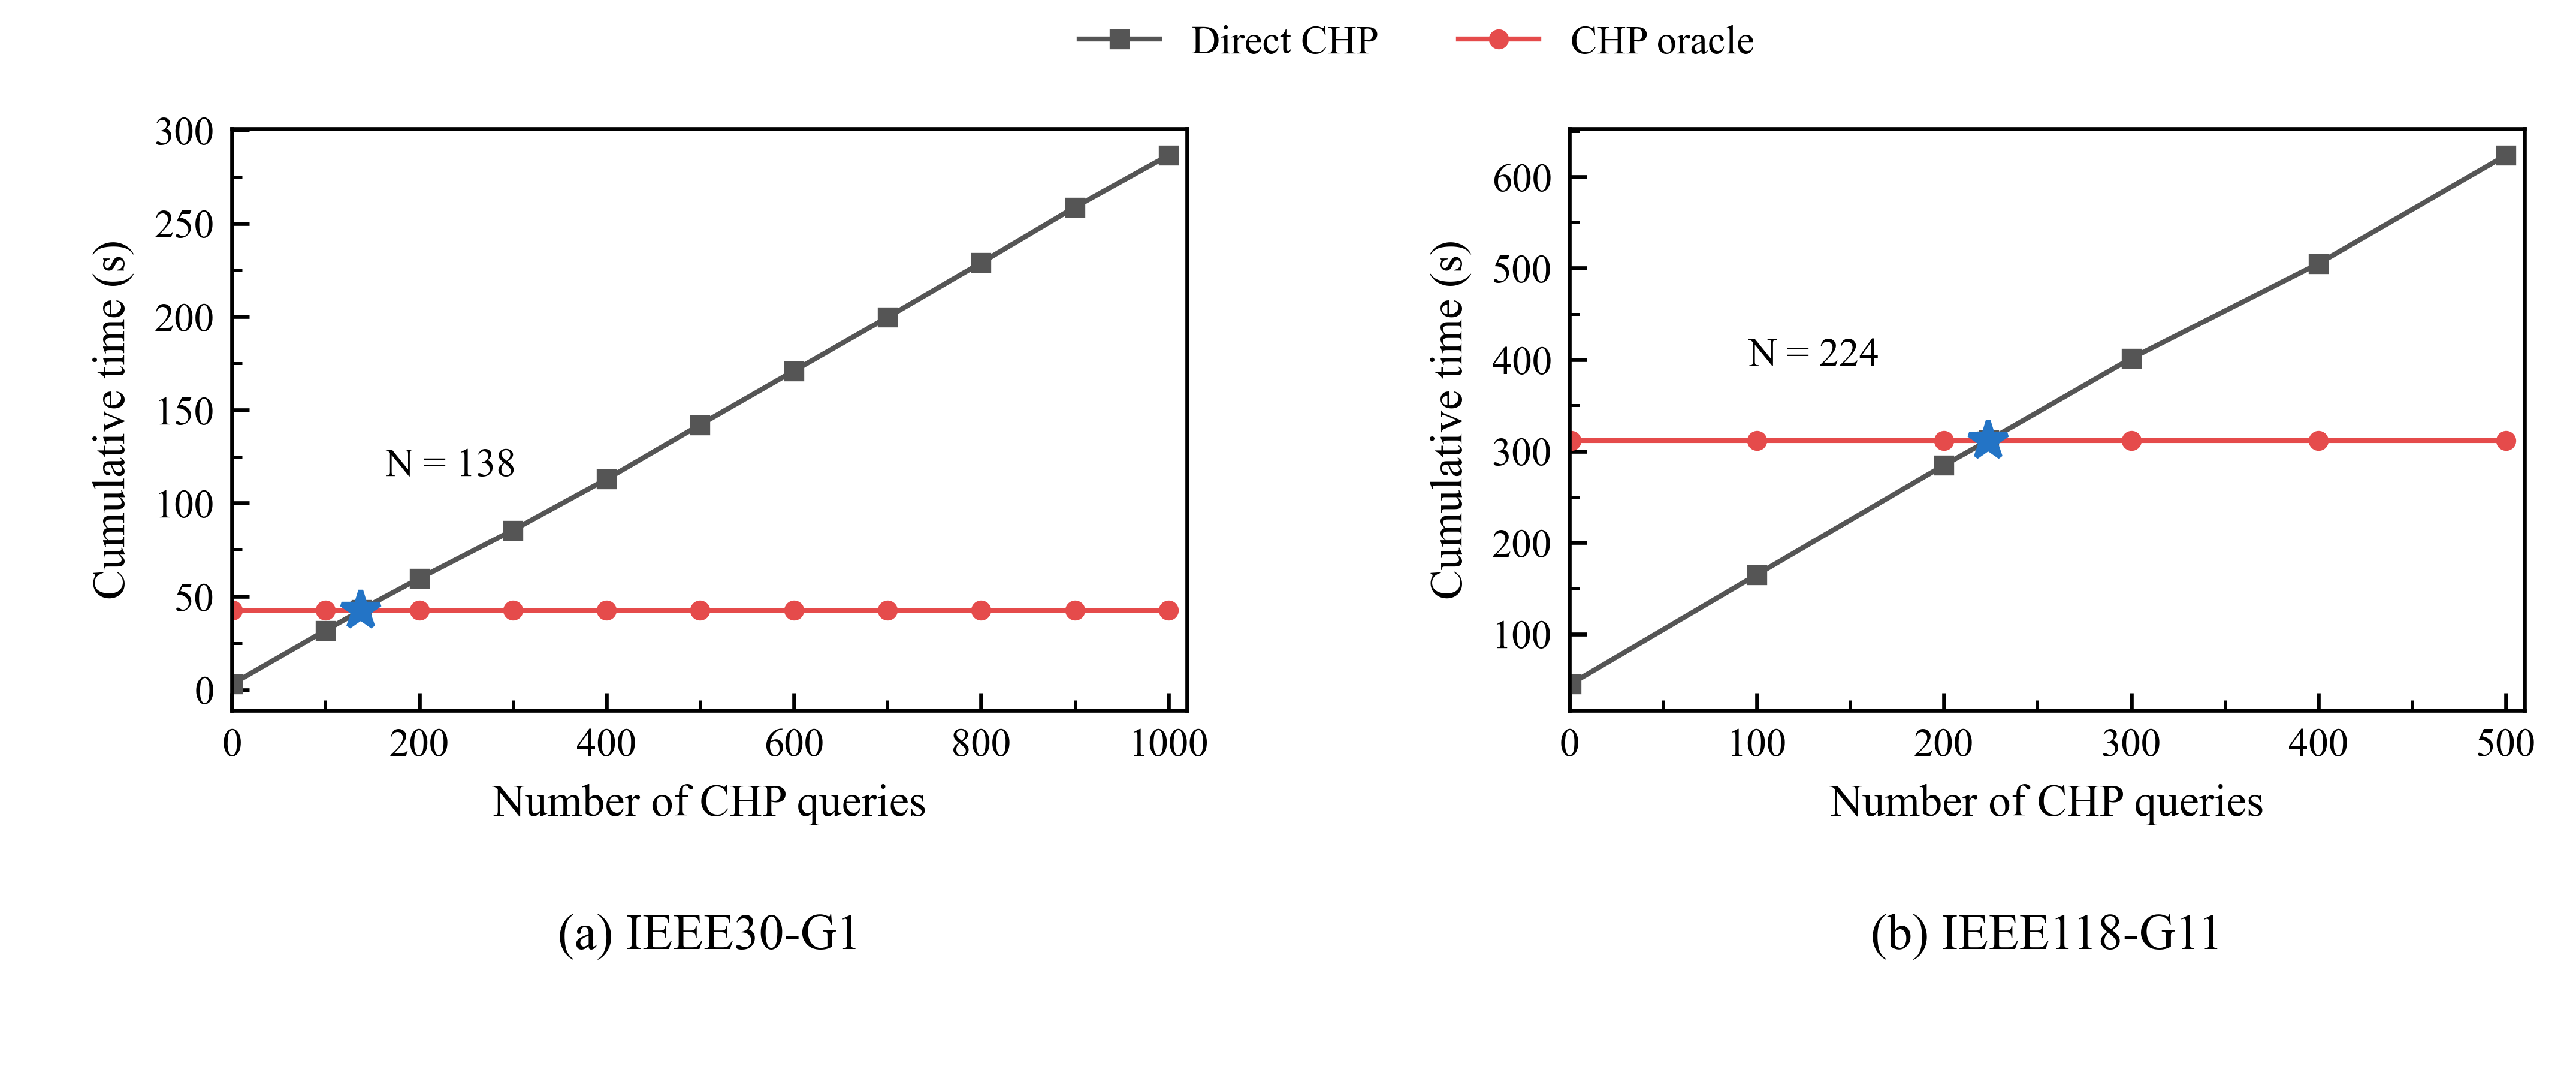 Direct CHP
CHP oracle
300
250
200
150
100
50
0
Cumulative time (s)
N = 138
0 200 400 600 800 1000
Number of CHP queries
(a) IEEE30-G1
600
500
400
300
200
100
Cumulative time (s)
N = 224
0 100 200 300 400 500
Number of CHP queries
(b) IEEE118-G11